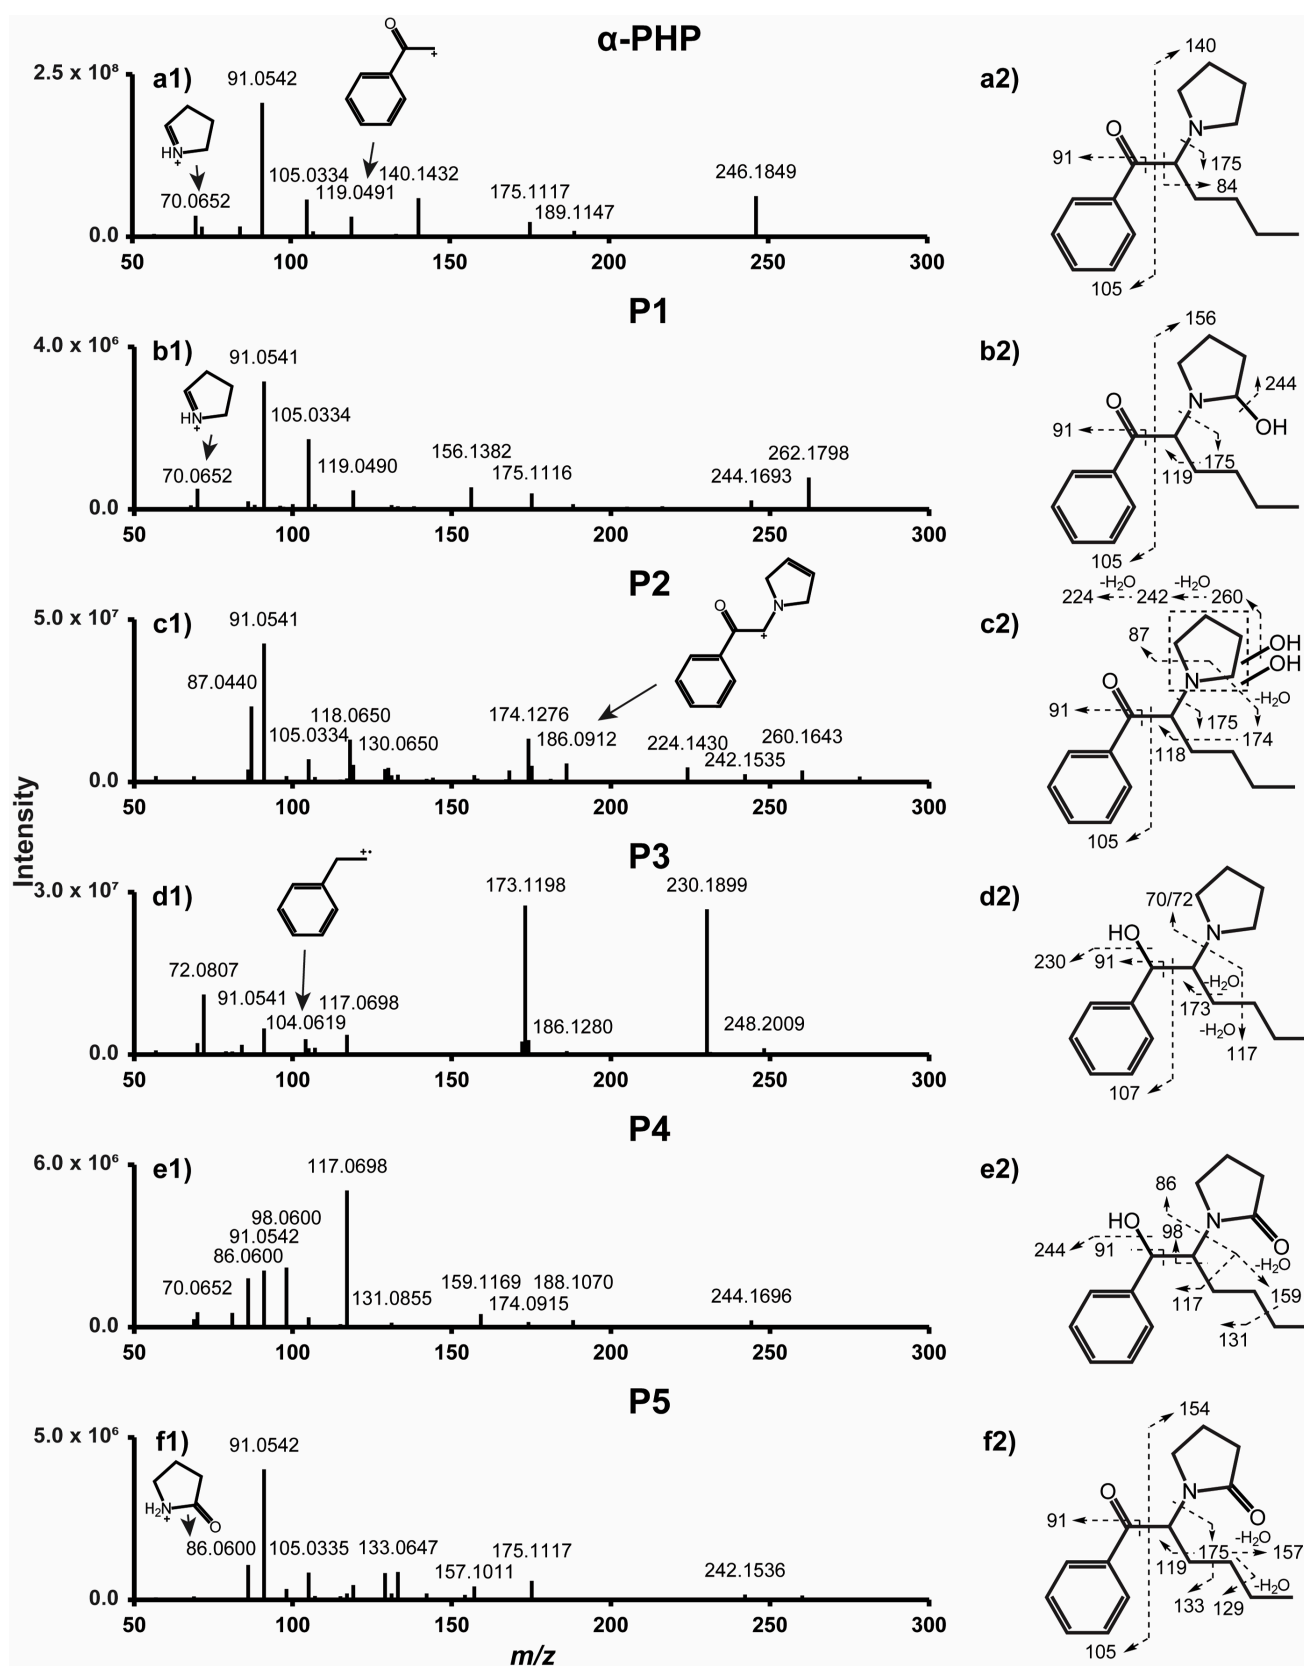 α-PHP
2.5 x 10⁸
a1)
91.0542
O
+
HN
+
70.0652
105.0334
119.0491
140.1432
175.1117
189.1147
246.1849
0.0
50 100 150 200 250 300
a2)
140
O
N
91
175
84
105
P1
4.0 x 10⁶
b1)
91.0541
HN
+
105.0334
70.0652
119.0490
156.1382
175.1116
244.1693
262.1798
0.0
50 100 150 200 250 300
b2)
156
244
O
N
OH
91
175
119
105
P2
5.0 x 10⁷
c1)
91.0541
O
N
+
87.0440
118.0650
105.0334
130.0650
174.1276
186.0912
224.1430
242.1535
260.1643
0.0
50 100 150 200 250 300
-H₂O -H₂O
224 242 260
c2)
87
OH
OH
O
N
-H₂O
91
175
174
118
105
Intensity
P3
3.0 x 10⁷
d1)
+•
173.1198
230.1899
72.0807
91.0541
117.0698
104.0619
186.1280
248.2009
0.0
50 100 150 200 250 300
d2)
70/72
HO
N
230
91
-H₂O
173
-H₂O
117
107
P4
6.0 x 10⁶
e1)
117.0698
98.0600
91.0542
86.0600
70.0652
131.0855
159.1169
188.1070
174.0915
244.1696
0.0
50 100 150 200 250 300
e2)
86
HO
N
98
244
91
O
-H₂O
117
159
131
P5
5.0 x 10⁶
f1)
91.0542
H₂N
+
O
86.0600
105.0335
133.0647
157.1011
175.1117
242.1536
0.0
50 100 150 200 250 300
m/z
f2)
154
O
N
O
91
-H₂O
175
157
119
-H₂O
133
129
105